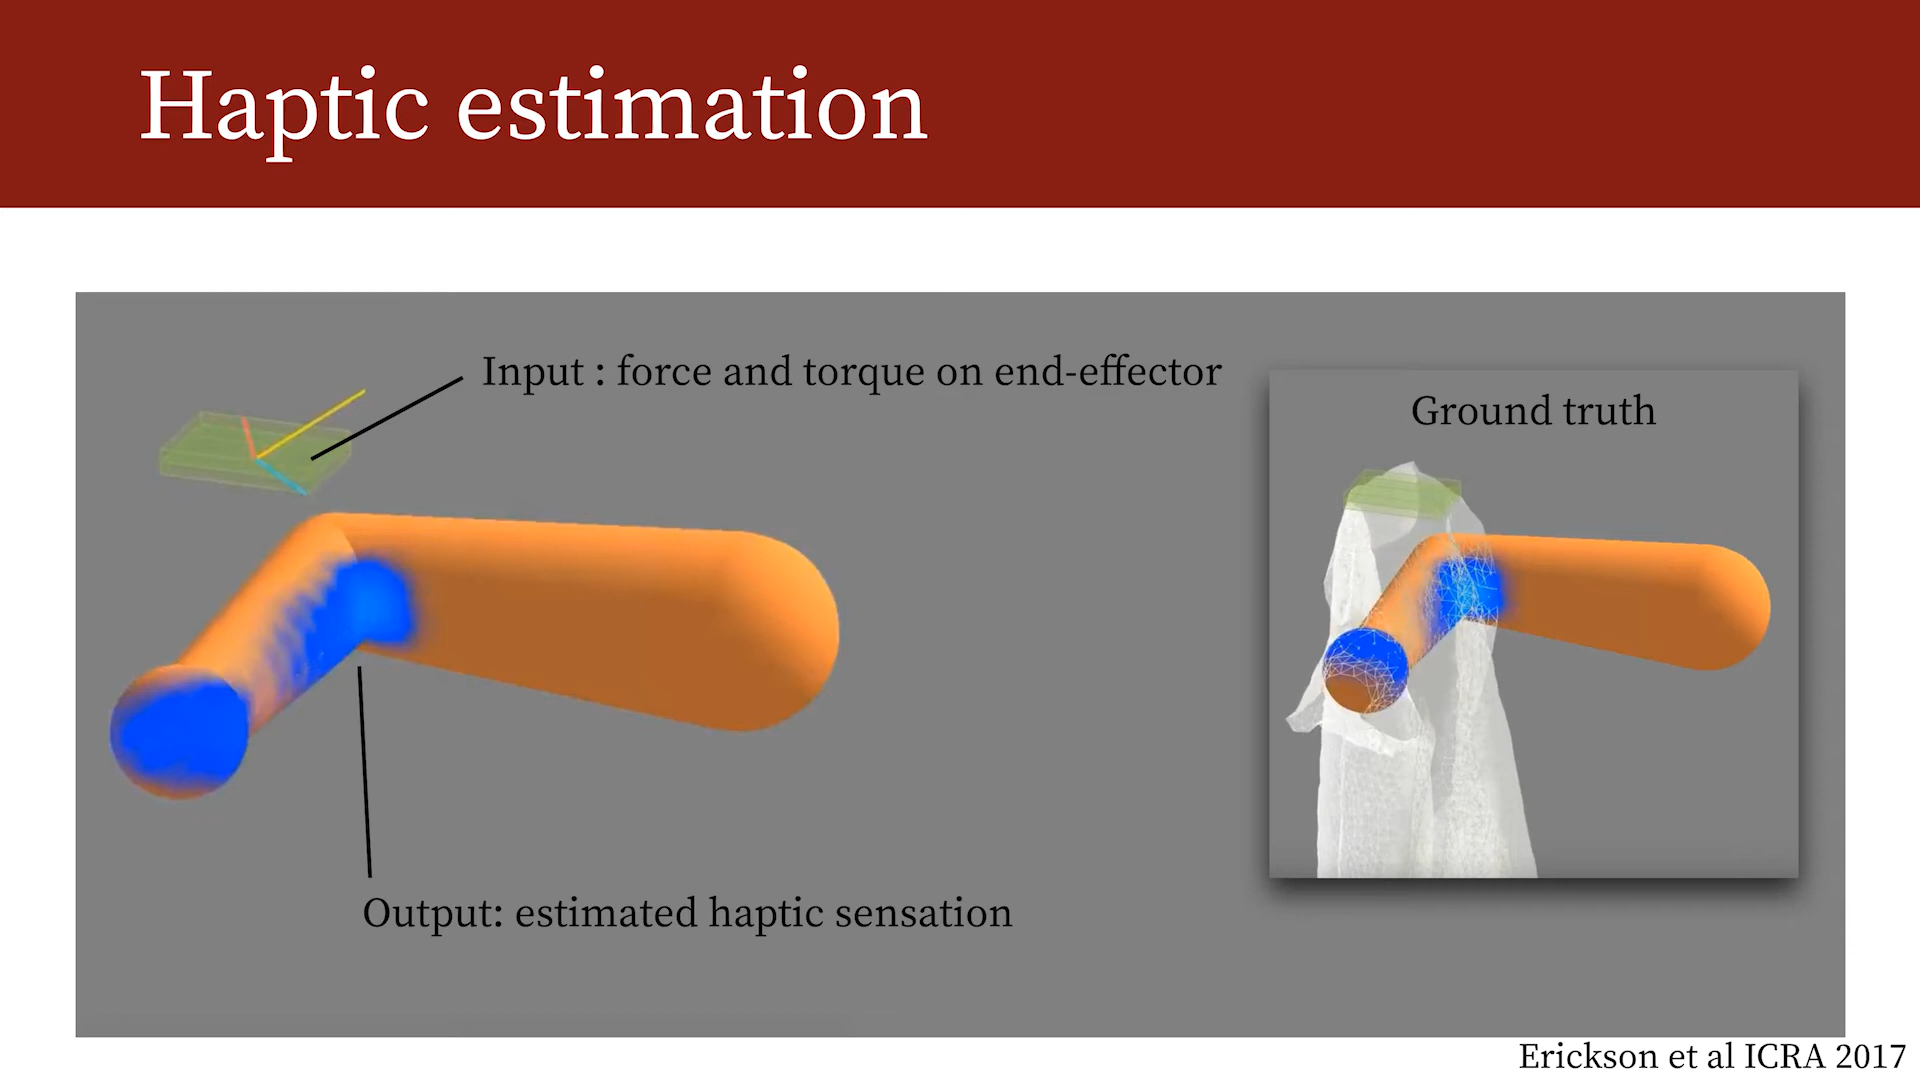 Haptic estimation
Input : force and torque on end-effector
Ground truth
Output: estimated haptic sensation
Erickson et al ICRA 2017